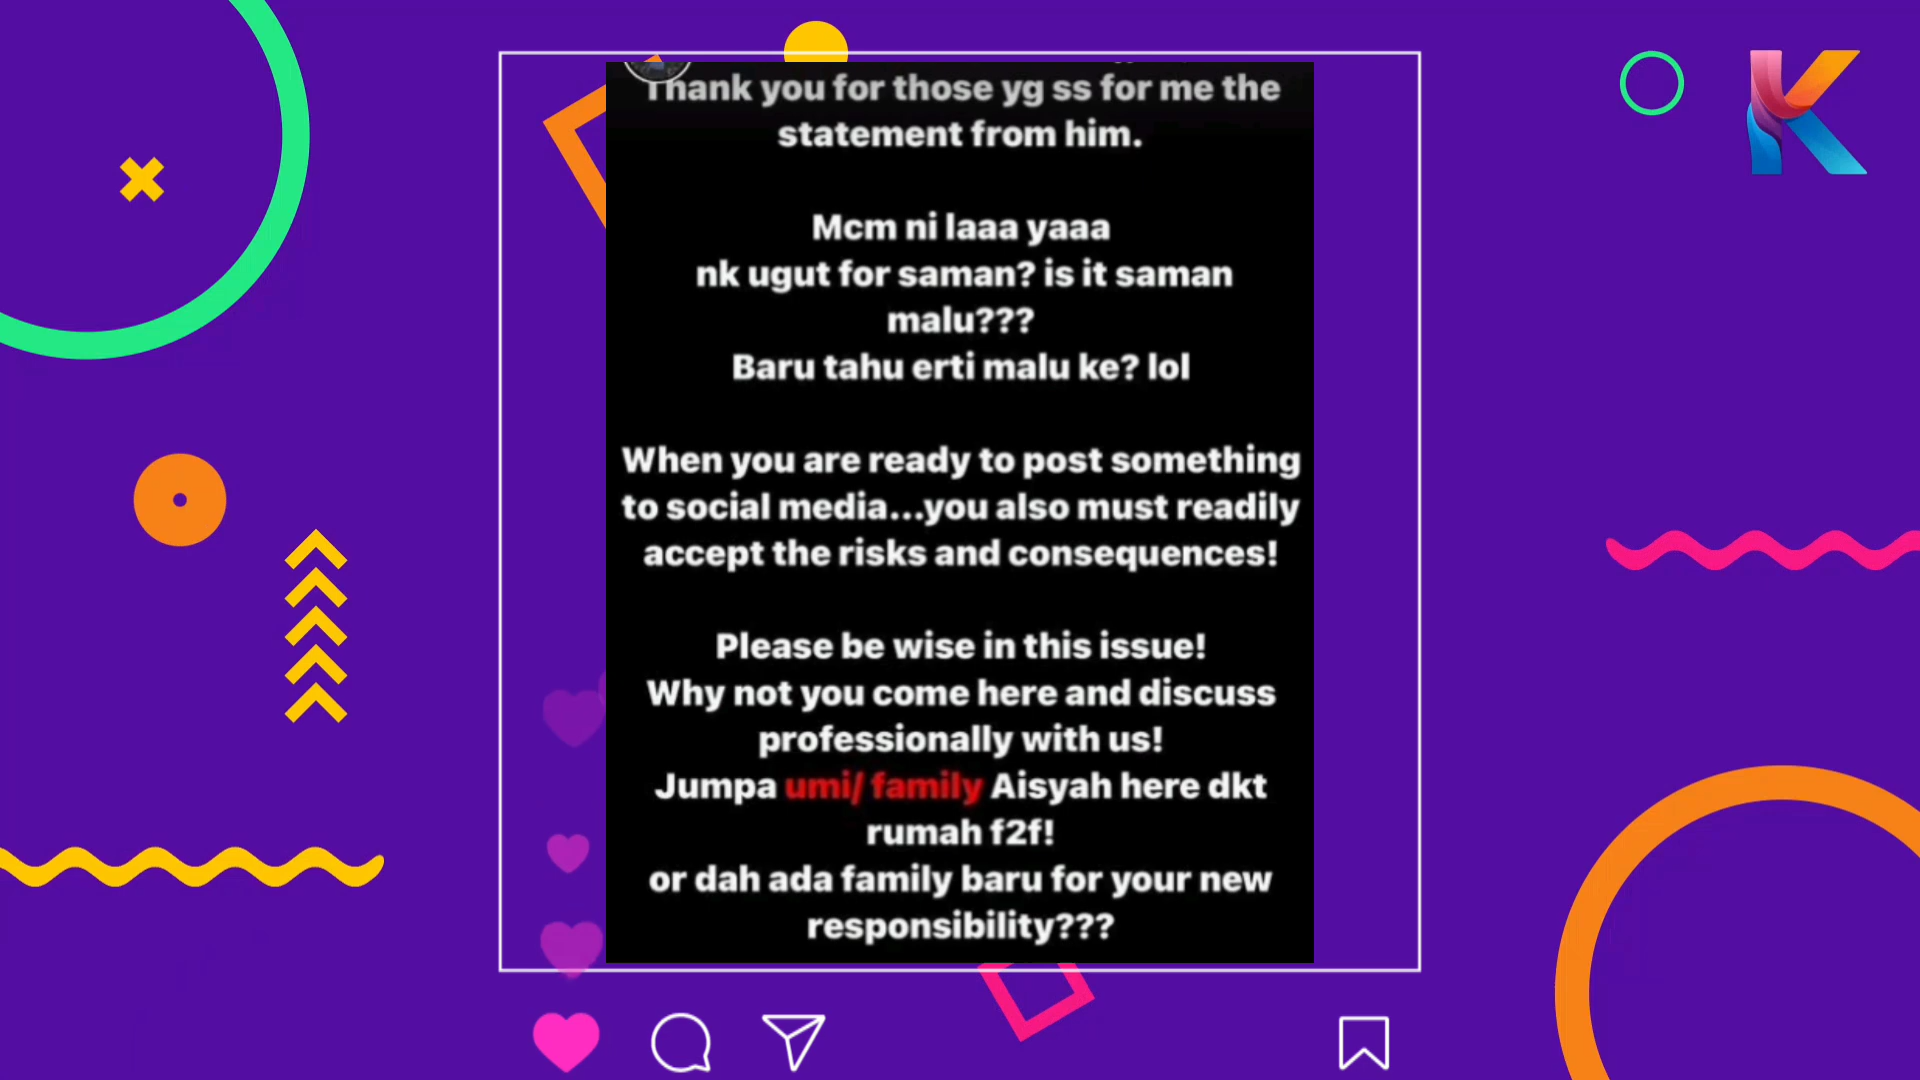 Thank you for those yg ss for me the
statement from him.
Mcm ni laaa yaaa
nk ugut for saman? is it saman
malu???
Baru tahu erti malu ke? lol
When you are ready to post something
to social media...you also must readily
accept the risks and consequences!
Please be wise in this issue!
Why not you come here and discuss
professionally with us!
Jumpa umi/ family Aisyah here dkt
rumah f2f!
or dah ada family baru for your new
responsibility???
K